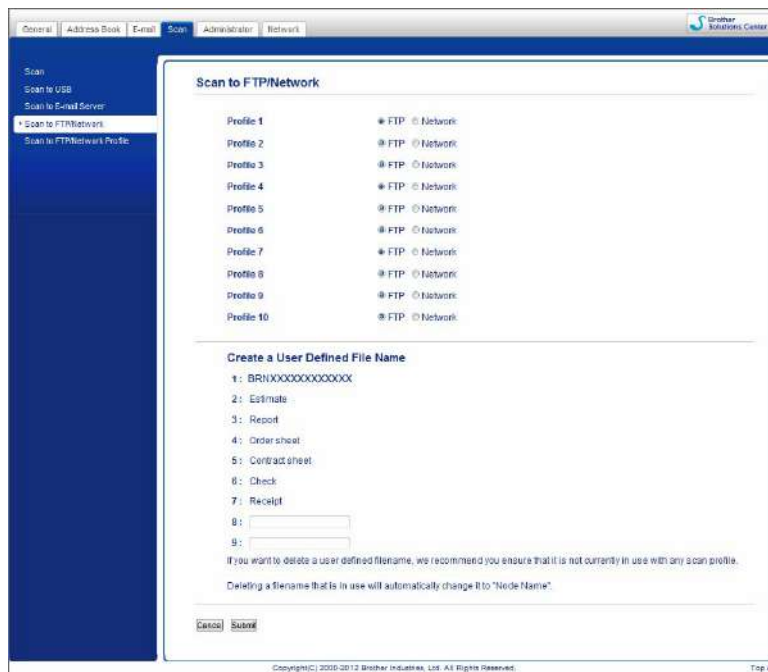 General Address Book E-mail Scan Administrator Network
Brother Solutions Center
Scan
Scan to USB
Scan to E-mail Server
Scan to FTP/Network
Scan to FTP/Network Profile
Scan to FTP/Network
Profile 1 FTP Network
Profile 2 FTP Network
Profile 3 FTP Network
Profile 4 FTP Network
Profile 5 FTP Network
Profile 6 FTP Network
Profile 7 FTP Network
Profile 8 FTP Network
Profile 9 FTP Network
Profile 10 FTP Network
Create a User Defined File Name
1 : BRNXXXXXXXXXXXX
2 : Estimate
3 : Report
4 : Order sheet
5 : Contract sheet
6 : Check
7 : Receipt
8 :
9 :
If you want to delete a user defined filename, we recommend you ensure that it is not currently in use with any scan profile.
Deleting a filename that is in use will automatically change it to "Node Name".
Cancel Submit
Copyright(C) 2000-2012 Brother Industries, Ltd. All Rights Reserved.
Top